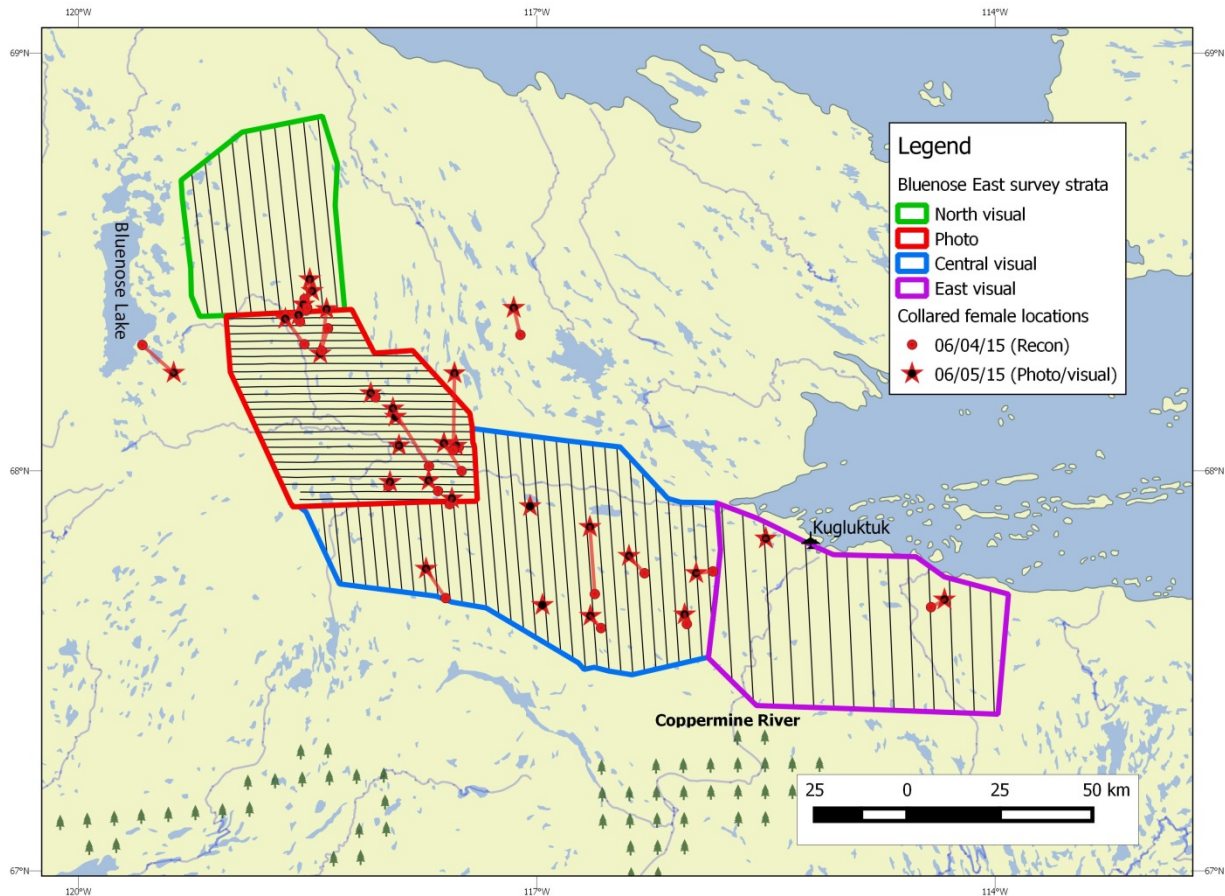 120°W 117°W 114°W
69°N 69°N
Legend
Bluenose East survey strata
North visual
Photo
Central visual
East visual
Collared female locations
06/04/15 (Recon)
06/05/15 (Photo/visual)
Bluenose Lake
68°N 68°N
Kugluktuk
Coppermine River
25 0 25 50 km
67°N 67°N
120°W 117°W 114°W